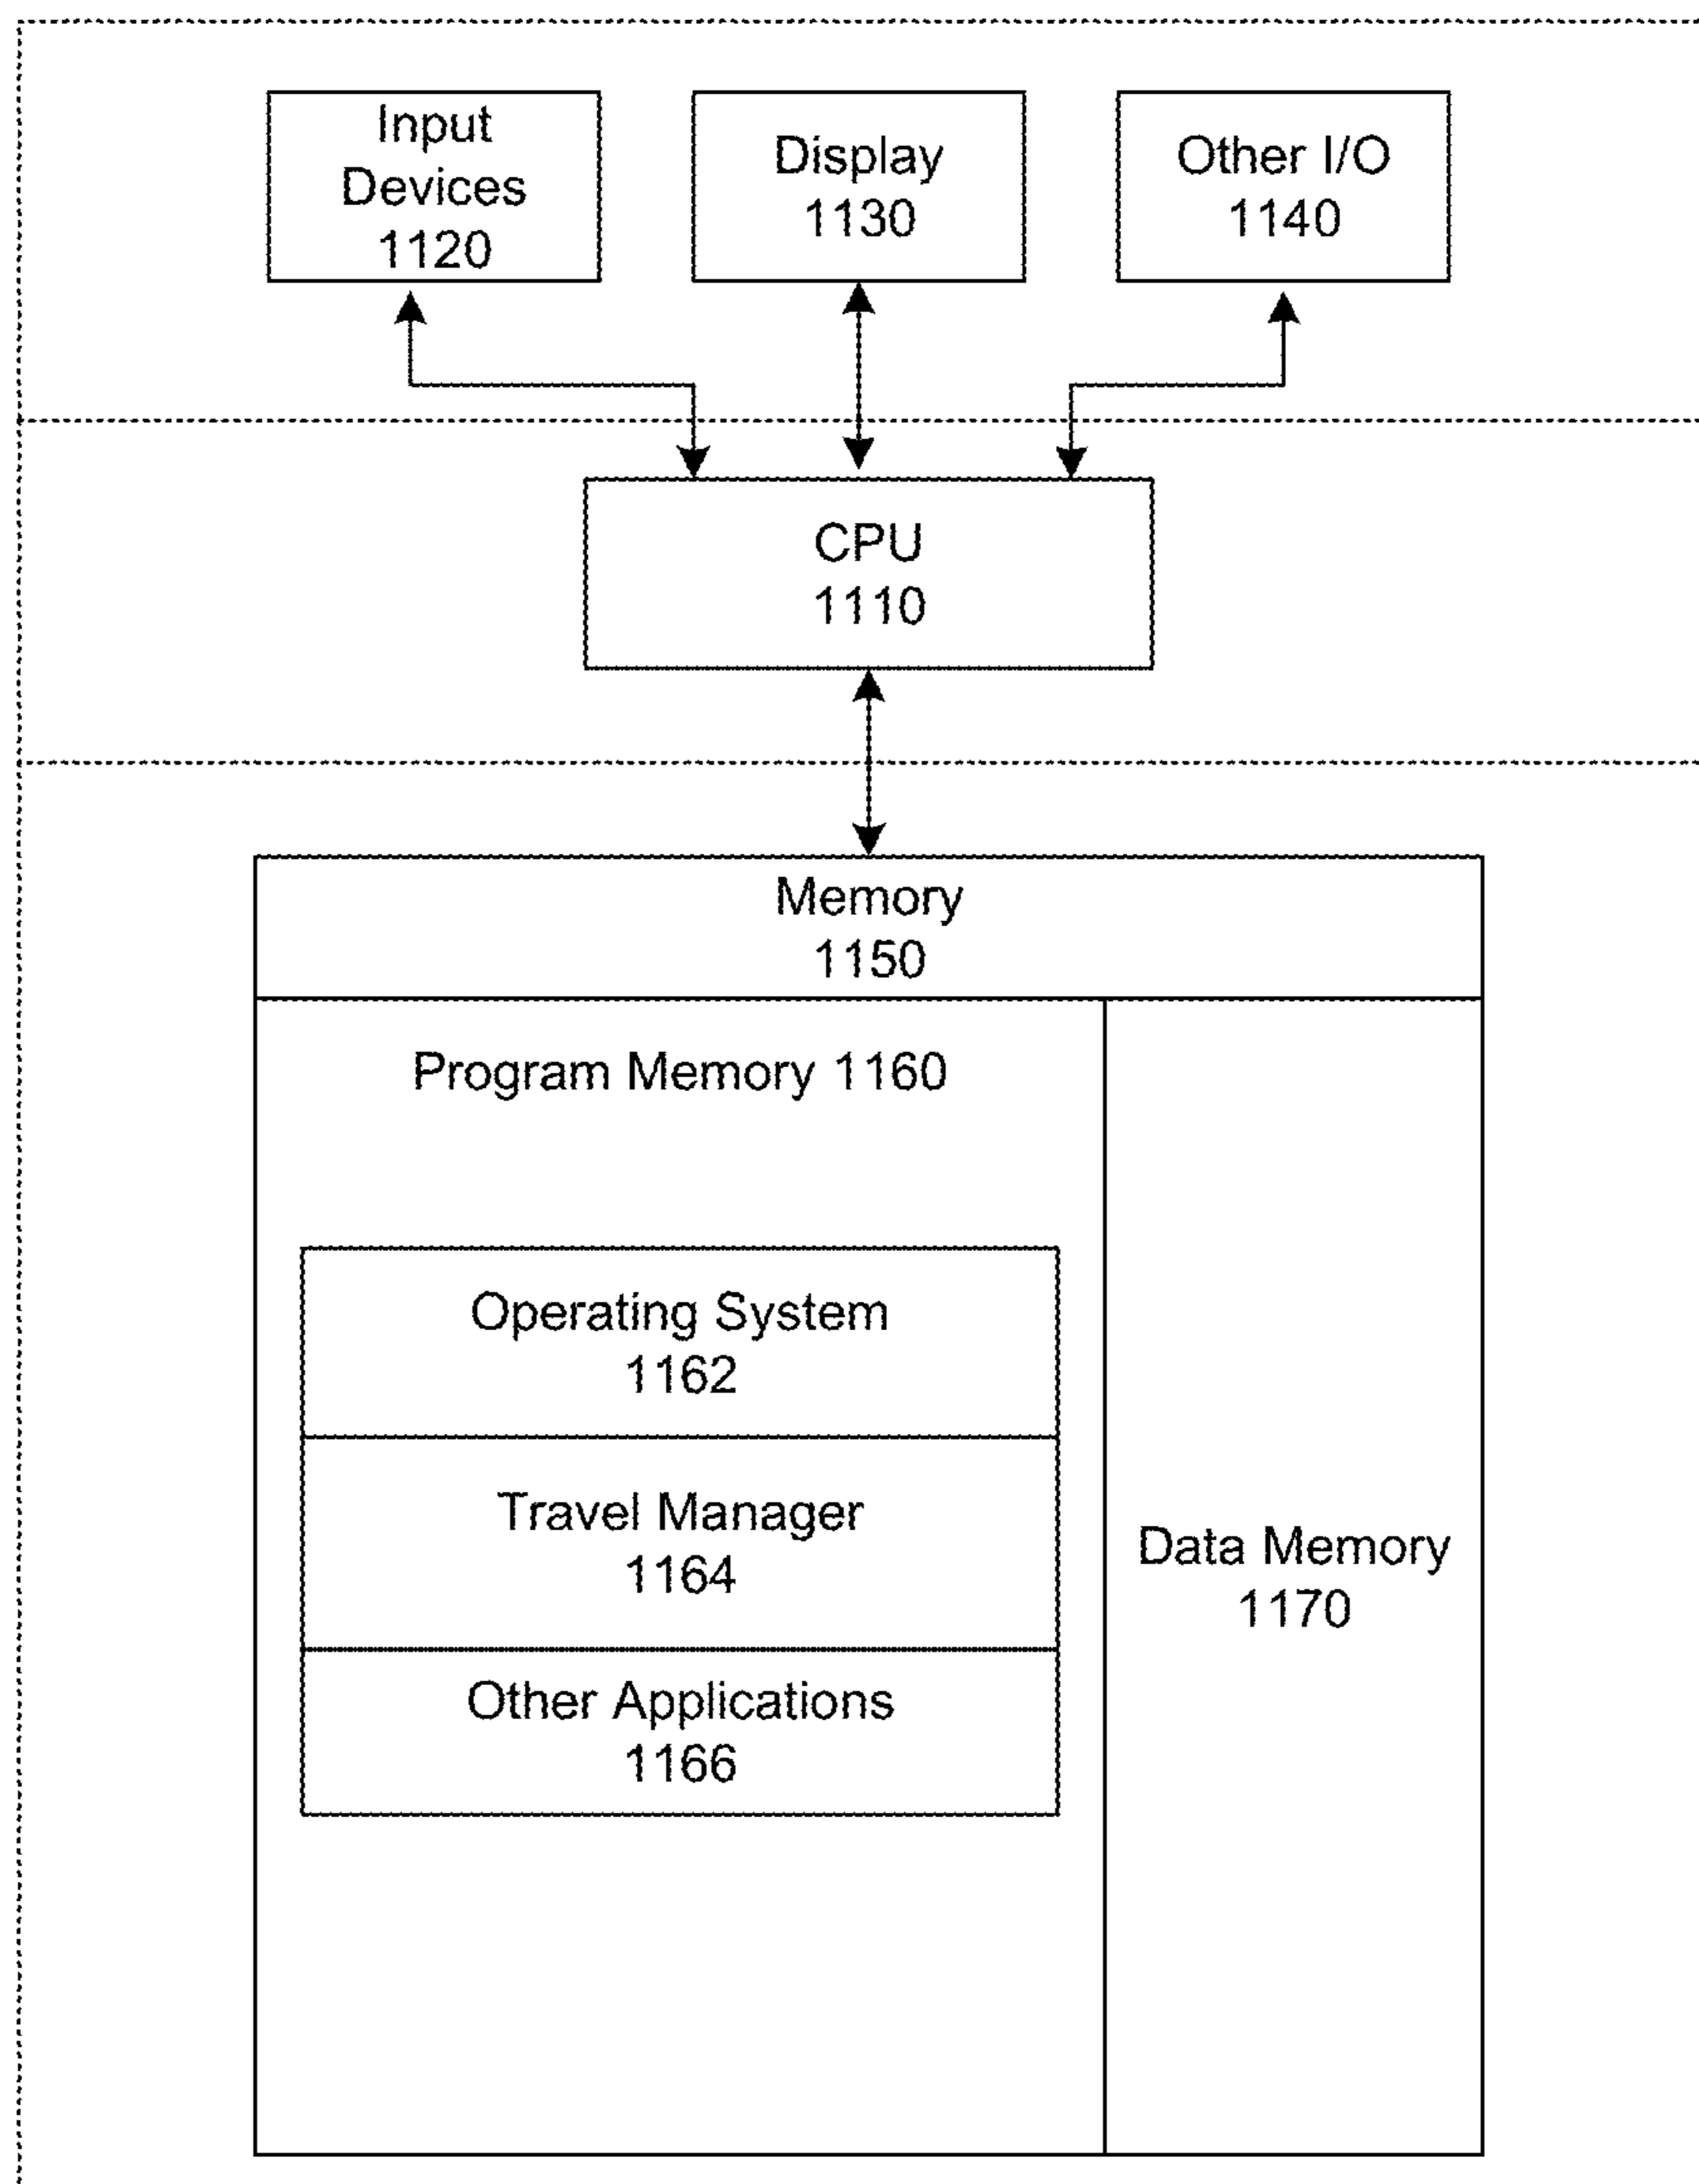 Input
Devices
1120
Display
1130
Other I/O
1140
CPU
1110
Memory
1150
Program Memory 1160
Operating System
1162
Travel Manager
1164
Other Applications
1166
Data Memory
1170